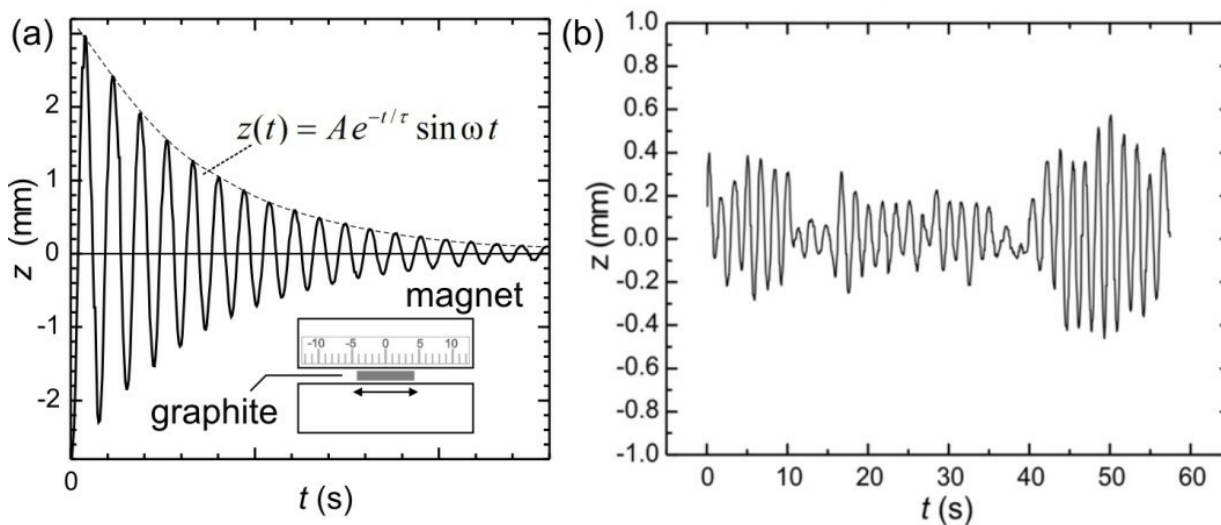 (a)
2
1
0
-1
-2
z (mm)
z(t) = Ae^{-t/τ} sin ωt
magnet
-10 -5 0 5 10
graphite
0
t (s)
(b)
1.0
0.8
0.6
0.4
0.2
0.0
-0.2
-0.4
-0.6
-0.8
-1.0
z (mm)
0 10 20 30 40 50 60
t (s)